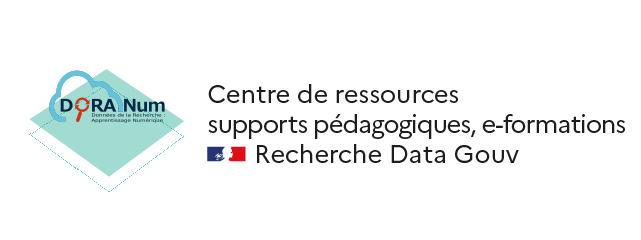 DORANum
Données de la Recherche :
Apprentissage Numérique
Centre de ressources
supports pédagogiques, e-formations
Recherche Data Gouv